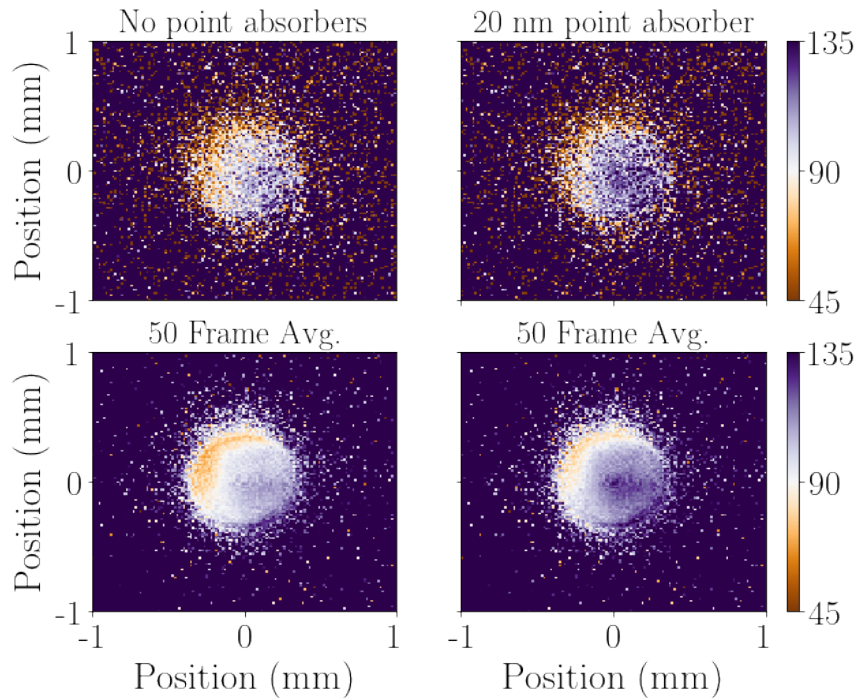 No point absorbers
20 nm point absorber
1
0
-1
Position (mm)
135
90
45
50 Frame Avg.
50 Frame Avg.
1
0
-1
Position (mm)
135
90
45
-1
0
1
-1
0
1
Position (mm)
Position (mm)